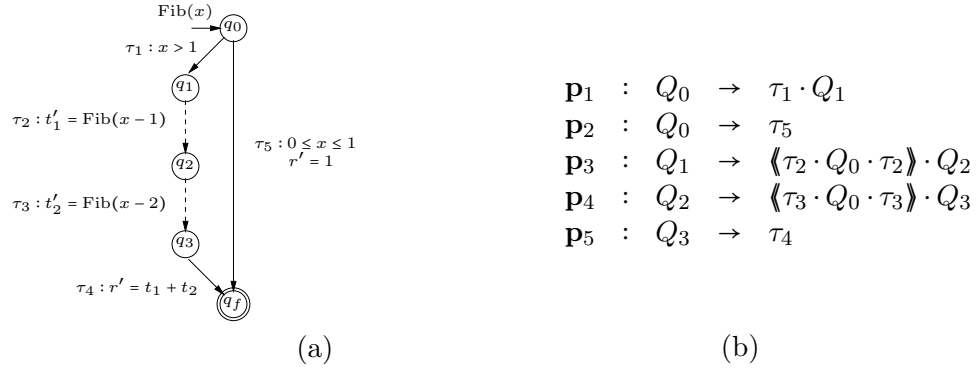 Fib(x)
q₀
τ₁ : x > 1
q₁
τ₂ : t′₁ = Fib(x−1)
τ₅ : 0 ≤ x ≤ 1
r′ = 1
q₂
τ₃ : t′₂ = Fib(x−2)
q₃
τ₄ : r′ = t₁ + t₂
q_f
(a)
p₁ : Q₀ → τ₁ · Q₁
p₂ : Q₀ → τ₅
p₃ : Q₁ → ⟪τ₂ · Q₀ · τ₂⟫ · Q₂
p₄ : Q₂ → ⟪τ₃ · Q₀ · τ₃⟫ · Q₃
p₅ : Q₃ → τ₄
(b)